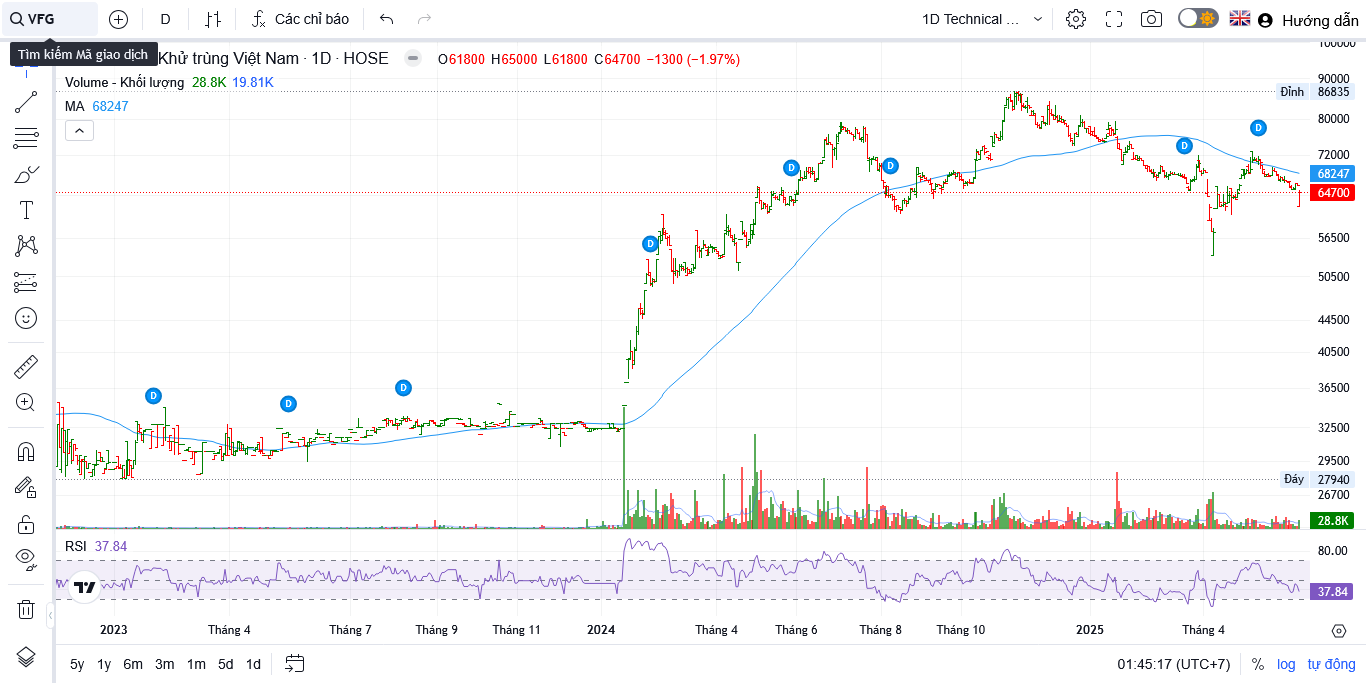 VFG D Các chỉ báo 1D Technical ... Hướng dẫn
Tìm kiếm Mã giao dịch
Khử trùng Việt Nam · 1D · HOSE O61800 H65000 L61800 C64700 −1300 (−1.97%)
Volume - Khối lượng 28.8K 19.81K
MA 68247
100000
90000
Đỉnh 86835
80000
72000
68247
64700
56500
50500
44500
40500
36500
32500
29500
Đáy 27940
26700
28.8K
D
D
D
D
D
D
D
D
RSI 37.84
80.00
37.84
2023 Tháng 4 Tháng 7 Tháng 9 Tháng 11 2024 Tháng 4 Tháng 6 Tháng 8 Tháng 10 2025 Tháng 4
5y 1y 6m 3m 1m 5d 1d 01:45:17 (UTC+7) % log tự động